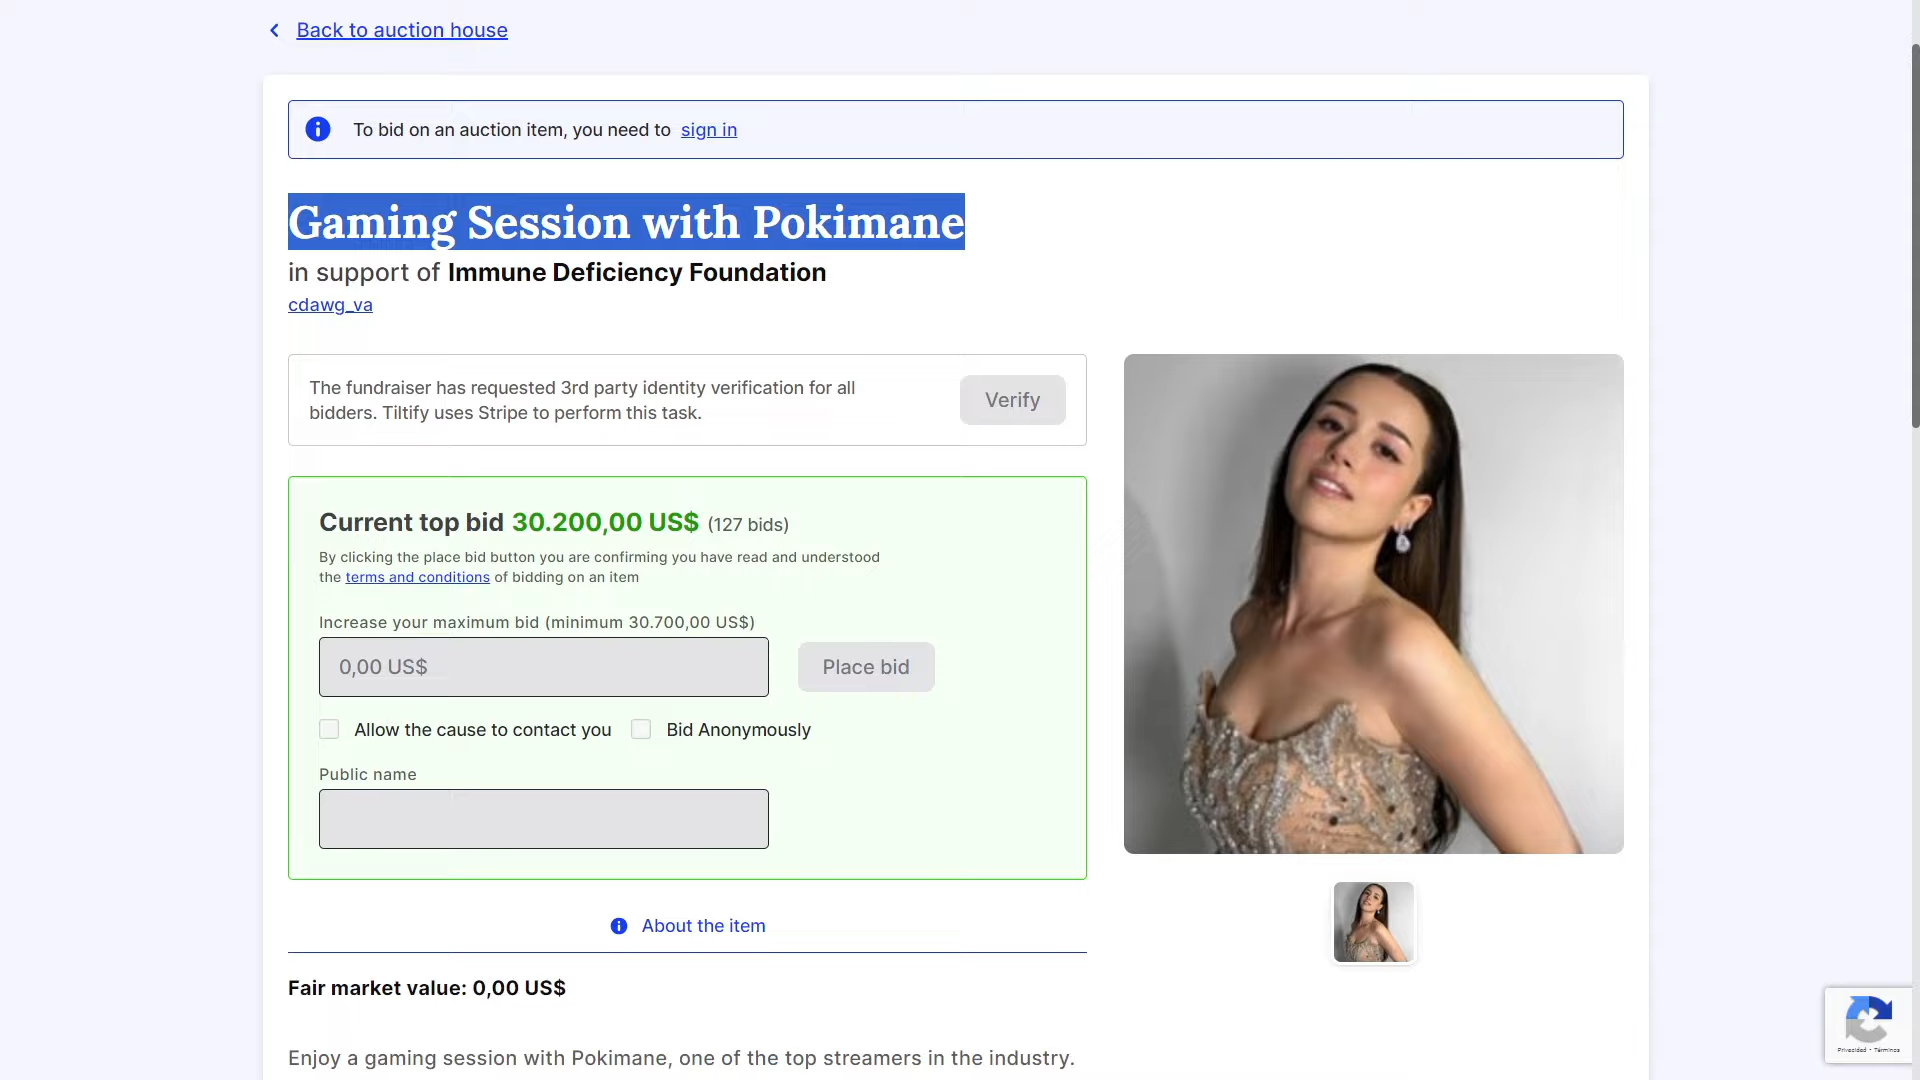 Back to auction house
To bid on an auction item, you need to sign in
Gaming Session with Pokimane
in support of Immune Deficiency Foundation
cdawg_va
The fundraiser has requested 3rd party identity verification for all
bidders. Tiltify uses Stripe to perform this task.
Verify
Current top bid 30.200,00 US$ (127 bids)
By clicking the place bid button you are confirming you have read and understood
the terms and conditions of bidding on an item
Increase your maximum bid (minimum 30.700,00 US$)
0,00 US$
Place bid
Allow the cause to contact you
Bid Anonymously
Public name
About the item
Fair market value: 0,00 US$
Enjoy a gaming session with Pokimane, one of the top streamers in the industry.
Privacidad - Términos